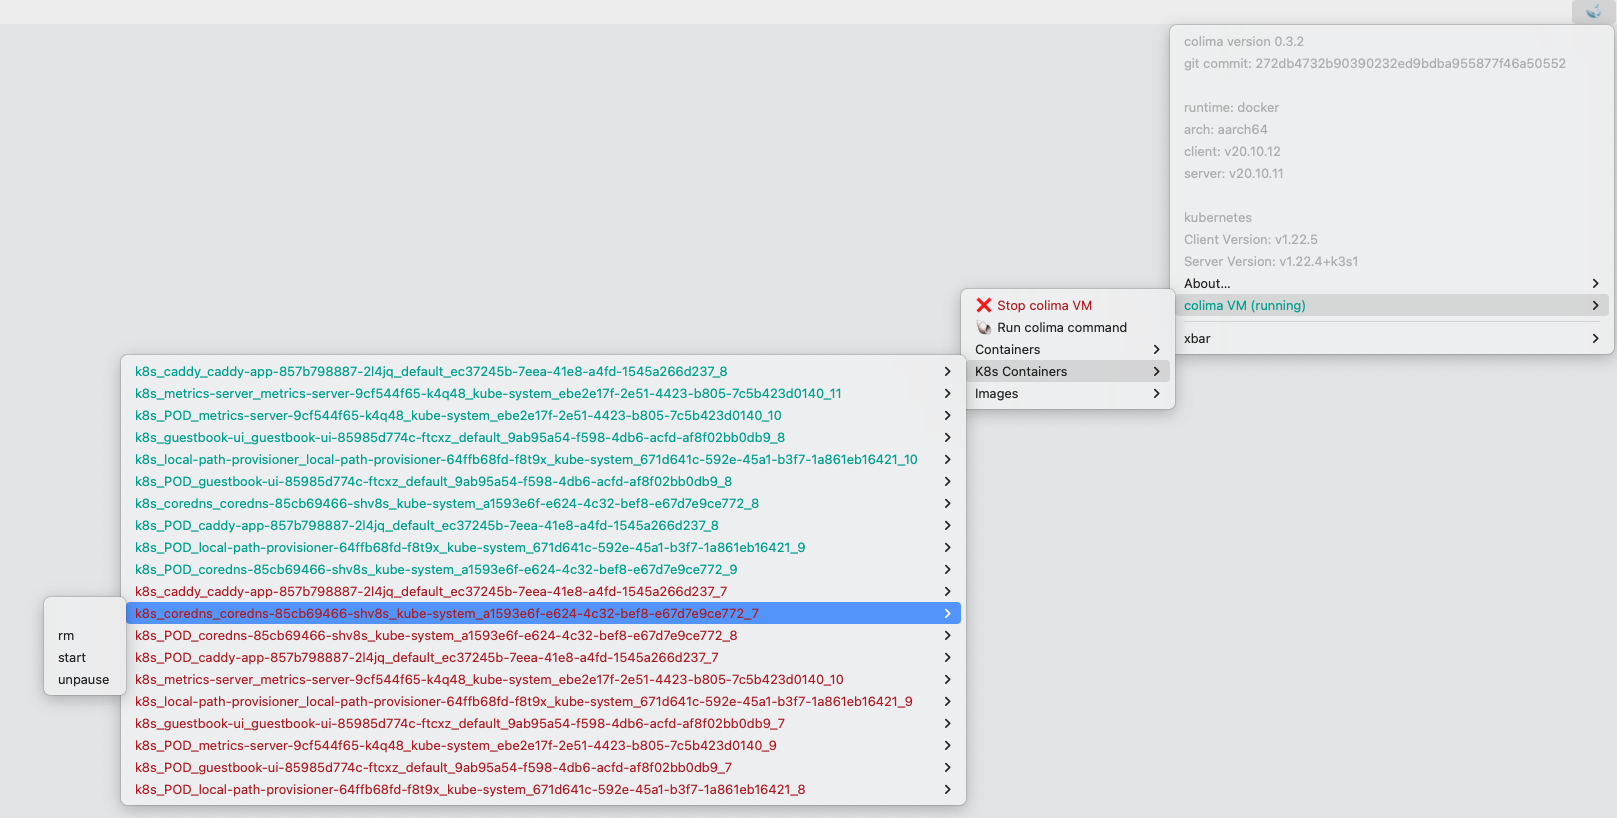 colima version 0.3.2
git commit: 272db4732b90390232ed9bdba955877f46a50552
runtime: docker
arch: aarch64
client: v20.10.12
server: v20.10.11
kubernetes
Client Version: v1.22.5
Server Version: v1.22.4+k3s1
About...
colima VM (running)
xbar
Stop colima VM
Run colima command
Containers
K8s Containers
Images
k8s_caddy_caddy-app-857b798887-2l4jq_default_ec37245b-7eea-41e8-a4fd-1545a266d237_8
k8s_metrics-server_metrics-server-9cf544f65-k4q48_kube-system_ebe2e17f-2e51-4423-b805-7c5b423d0140_11
k8s_POD_metrics-server-9cf544f65-k4q48_kube-system_ebe2e17f-2e51-4423-b805-7c5b423d0140_10
k8s_guestbook-ui_guestbook-ui-85985d774c-ftcxz_default_9ab95a54-f598-4db6-acfd-af8f02bb0db9_8
k8s_local-path-provisioner_local-path-provisioner-64ffb68fd-f8t9x_kube-system_671d641c-592e-45a1-b3f7-1a861eb16421_10
k8s_POD_guestbook-ui-85985d774c-ftcxz_default_9ab95a54-f598-4db6-acfd-af8f02bb0db9_8
k8s_coredns_coredns-85cb69466-shv8s_kube-system_a1593e6f-e624-4c32-bef8-e67d7e9ce772_8
k8s_POD_caddy-app-857b798887-2l4jq_default_ec37245b-7eea-41e8-a4fd-1545a266d237_8
k8s_POD_local-path-provisioner-64ffb68fd-f8t9x_kube-system_671d641c-592e-45a1-b3f7-1a861eb16421_9
k8s_POD_coredns-85cb69466-shv8s_kube-system_a1593e6f-e624-4c32-bef8-e67d7e9ce772_9
k8s_caddy_caddy-app-857b798887-2l4jq_default_ec37245b-7eea-41e8-a4fd-1545a266d237_7
k8s_coredns_coredns-85cb69466-shv8s_kube-system_a1593e6f-e624-4c32-bef8-e67d7e9ce772_7
k8s_POD_coredns-85cb69466-shv8s_kube-system_a1593e6f-e624-4c32-bef8-e67d7e9ce772_8
k8s_POD_caddy-app-857b798887-2l4jq_default_ec37245b-7eea-41e8-a4fd-1545a266d237_7
k8s_metrics-server_metrics-server-9cf544f65-k4q48_kube-system_ebe2e17f-2e51-4423-b805-7c5b423d0140_10
k8s_local-path-provisioner_local-path-provisioner-64ffb68fd-f8t9x_kube-system_671d641c-592e-45a1-b3f7-1a861eb16421_9
k8s_guestbook-ui_guestbook-ui-85985d774c-ftcxz_default_9ab95a54-f598-4db6-acfd-af8f02bb0db9_7
k8s_POD_metrics-server-9cf544f65-k4q48_kube-system_ebe2e17f-2e51-4423-b805-7c5b423d0140_9
k8s_POD_guestbook-ui-85985d774c-ftcxz_default_9ab95a54-f598-4db6-acfd-af8f02bb0db9_7
k8s_POD_local-path-provisioner-64ffb68fd-f8t9x_kube-system_671d641c-592e-45a1-b3f7-1a861eb16421_8
rm
start
unpause